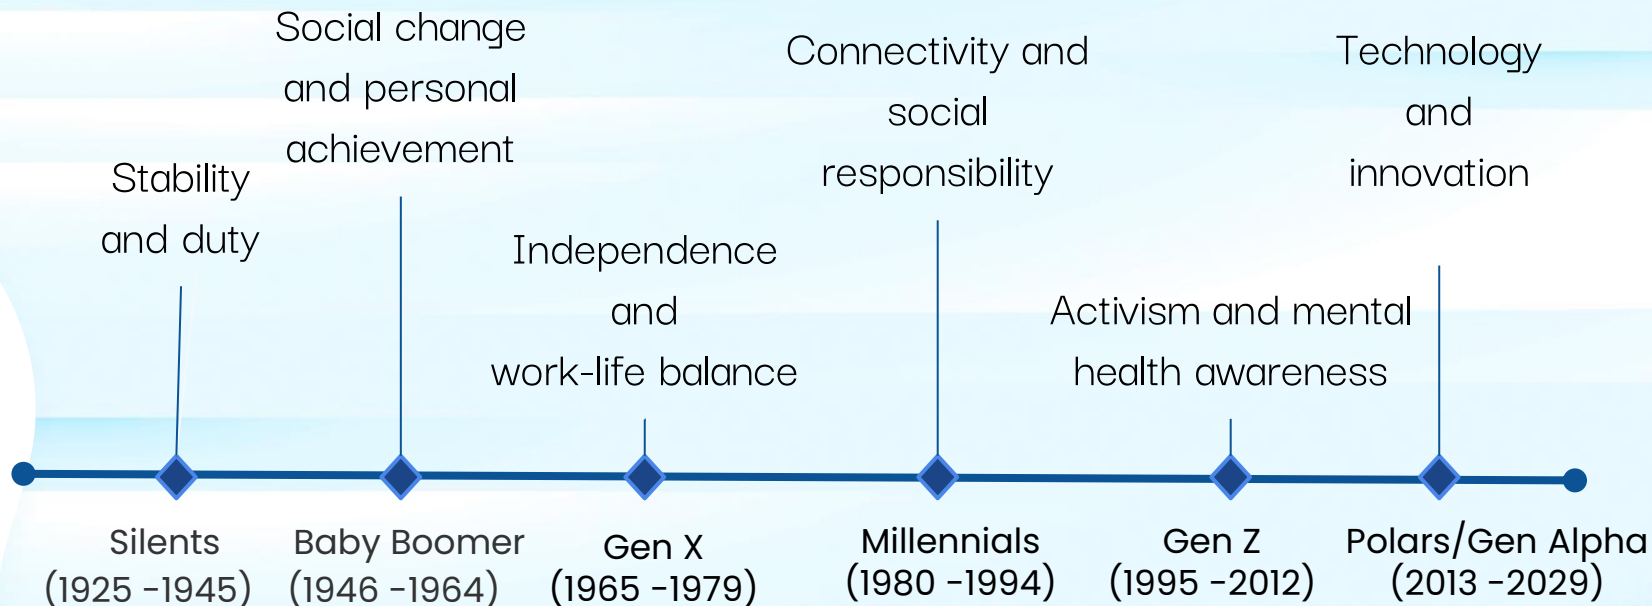 Stability
and duty
Social change
and personal
achievement
Independence
and
work-life balance
Connectivity and
social
responsibility
Activism and mental
health awareness
Technology
and
innovation
Silents
(1925 -1945)
Baby Boomer
(1946 -1964)
Gen X
(1965 -1979)
Millennials
(1980 -1994)
Gen Z
(1995 -2012)
Polars/Gen Alpha
(2013 -2029)